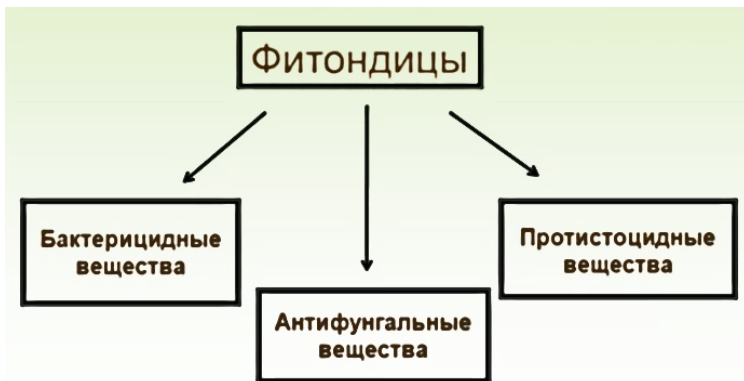 Фитондицы
Бактерицидные
вещества
Антифунгальные
вещества
Протистоцидные
вещества